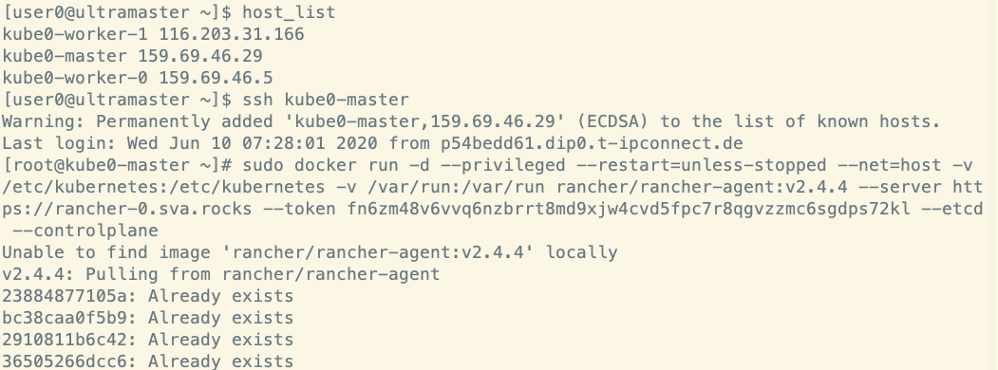 [user0@ultramaster ~]$ host_list
kube0-worker-1 116.203.31.166
kube0-master 159.69.46.29
kube0-worker-0 159.69.46.5
[user0@ultramaster ~]$ ssh kube0-master
Warning: Permanently added 'kube0-master,159.69.46.29' (ECDSA) to the list of known hosts.
Last login: Wed Jun 10 07:28:01 2020 from p54bedd61.dip0.t-ipconnect.de
[root@kube0-master ~]# sudo docker run -d --privileged --restart=unless-stopped --net=host -v
/etc/kubernetes:/etc/kubernetes -v /var/run:/var/run rancher/rancher-agent:v2.4.4 --server htt
ps://rancher-0.sva.rocks --token fn6zm48v6vvq6nzbrrt8md9xjw4cvd5fpc7r8qgvzzmc6sgdps72kl --etcd
 --controlplane
Unable to find image 'rancher/rancher-agent:v2.4.4' locally
v2.4.4: Pulling from rancher/rancher-agent
23884877105a: Already exists
bc38caa0f5b9: Already exists
2910811b6c42: Already exists
36505266dcc6: Already exists